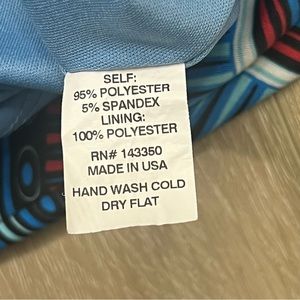 SELF:
95% POLYESTER
5% SPANDEX
LINING:
100% POLYESTER
RN# 143350
MADE IN USA
HAND WASH COLD
DRY FLAT